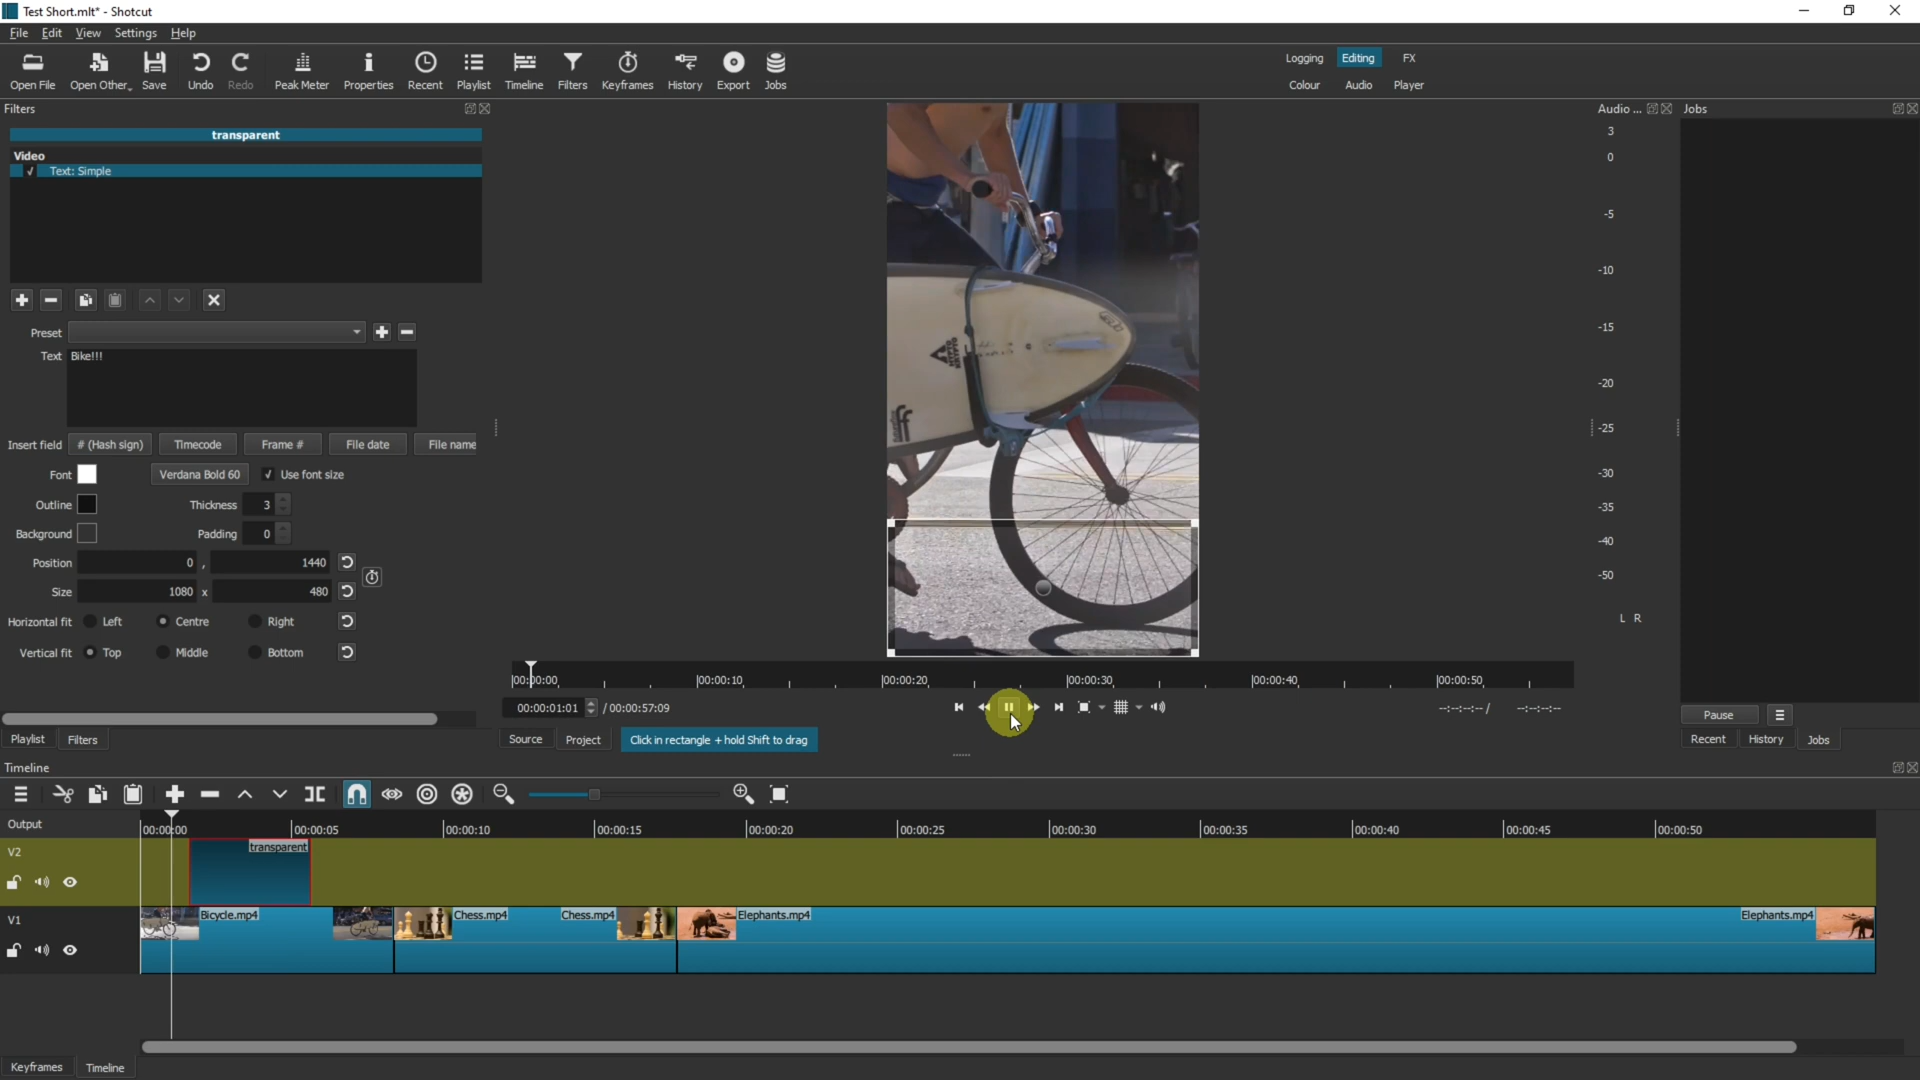 Test Short.mlt* - Shotcut
File Edit View Settings Help
Open File Open Other Save Undo Redo Peak Meter Properties Recent Playlist Timeline Filters Keyframes History Export Jobs
Logging Editing FX
Colour Audio Player
Filters
transparent
Video
✓ Text: Simple
Preset
Text Bike!!!
Insert field # (Hash sign) Timecode Frame # File date File name
Font Verdana Bold 60 ✓ Use font size
Outline Thickness 3
Background Padding 0
Position 0 , 1440
Size 1080 x 480
Horizontal fit Left Centre Right
Vertical fit Top Middle Bottom
Playlist Filters
00:00:00 00:00:10 00:00:20 00:00:30 00:00:40 00:00:50
00:00:01:01 / 00:00:57:09
--:--:--:-- / --:--:--:--
Source Project Click in rectangle + hold Shift to drag
Audio ...
3
0
-5
-10
-15
-20
-25
-30
-35
-40
-50
L R
Jobs
Pause
Recent History Jobs
Timeline
Output 00:00:00 00:00:05 00:00:10 00:00:15 00:00:20 00:00:25 00:00:30 00:00:35 00:00:40 00:00:45 00:00:50
V2 transparent
V1 Bicycle.mp4 Chess.mp4 Chess.mp4 Elephants.mp4 Elephants.mp4
Keyframes Timeline